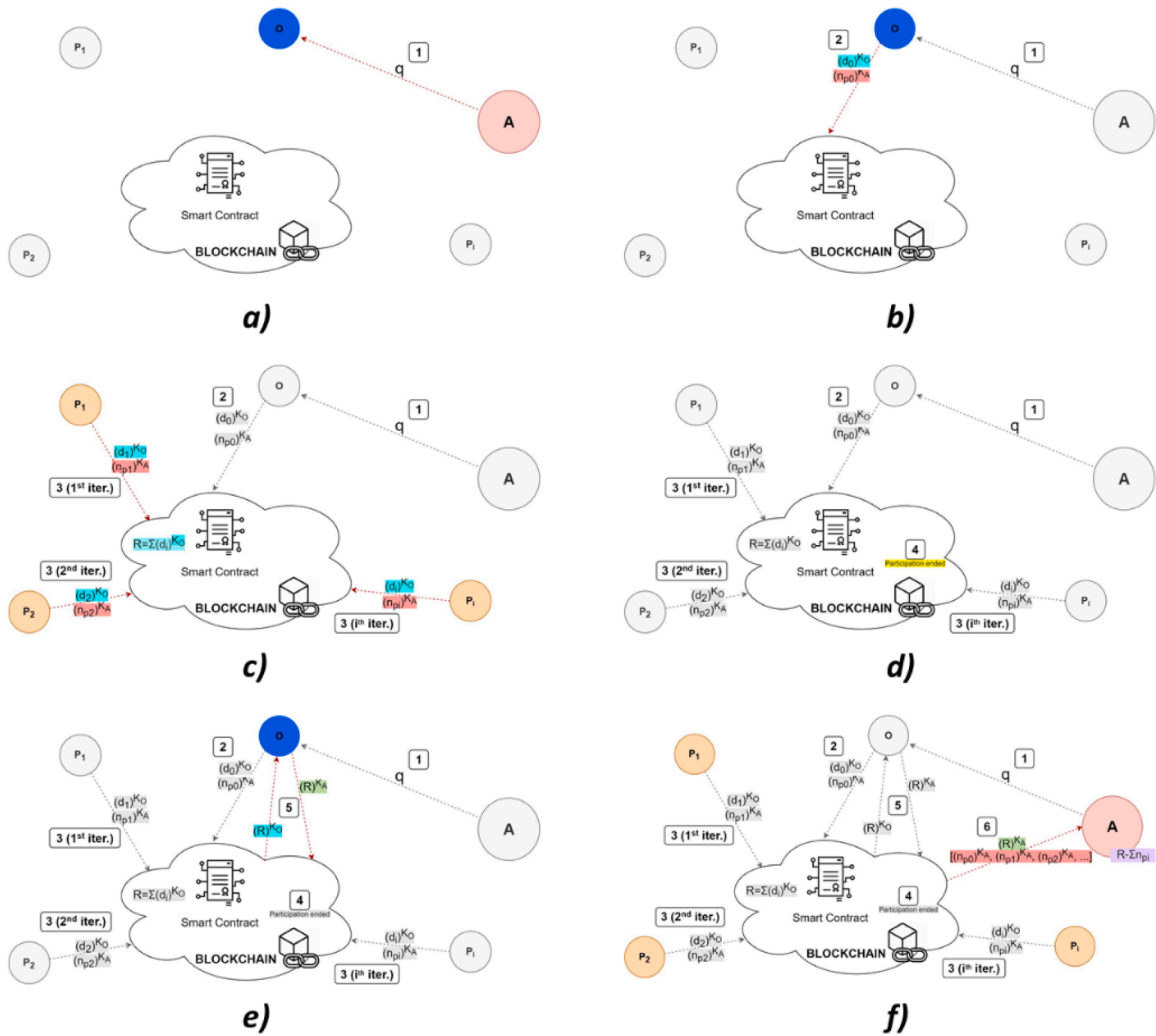 P1
O
1
q
A
Smart Contract
BLOCKCHAIN
P2
Pi
a)
P1
O
2
(d0)^KO
(np0)^KA
1
q
A
Smart Contract
BLOCKCHAIN
P2
Pi
b)
P1
O
2
(d0)^KO
(np0)^KA
1
q
A
(d1)^KO
(np1)^KA
3 (1st iter.)
R=Σ(di)^KO
Smart Contract
3 (2nd iter.)
P2
(d2)^KO
(np2)^KA
BLOCKCHAIN
(di)^KO
(npi)^KA
Pi
3 (ith iter.)
c)
P1
O
2
(d0)^KO
(np0)^KA
1
q
A
(d1)^KO
(np1)^KA
3 (1st iter.)
R=Σ(di)^KO
Smart Contract
4
Participation ended
3 (2nd iter.)
P2
(d2)^KO
(np2)^KA
BLOCKCHAIN
(di)^KO
(npi)^KA
Pi
3 (ith iter.)
d)
P1
O
2
(d0)^KO
(np0)^KA
1
q
A
(R)^KA
5
(R)^KO
(d1)^KO
(np1)^KA
3 (1st iter.)
R=Σ(di)^KO
Smart Contract
4
Participation ended
3 (2nd iter.)
P2
(d2)^KO
(np2)^KA
BLOCKCHAIN
(di)^KO
(npi)^KA
Pi
3 (ith iter.)
e)
P1
O
2
(d0)^KO
(np0)^KA
1
q
A
(R)^KA
5
(R)^KO
6
(R)^KA
[(np0)^KA, (np1)^KA, (np2)^KA, ...]
R-Σnpi
(d1)^KO
(np1)^KA
3 (1st iter.)
R=Σ(di)^KO
Smart Contract
4
Participation ended
3 (2nd iter.)
P2
(d2)^KO
(np2)^KA
BLOCKCHAIN
(di)^KO
(npi)^KA
Pi
3 (ith iter.)
f)